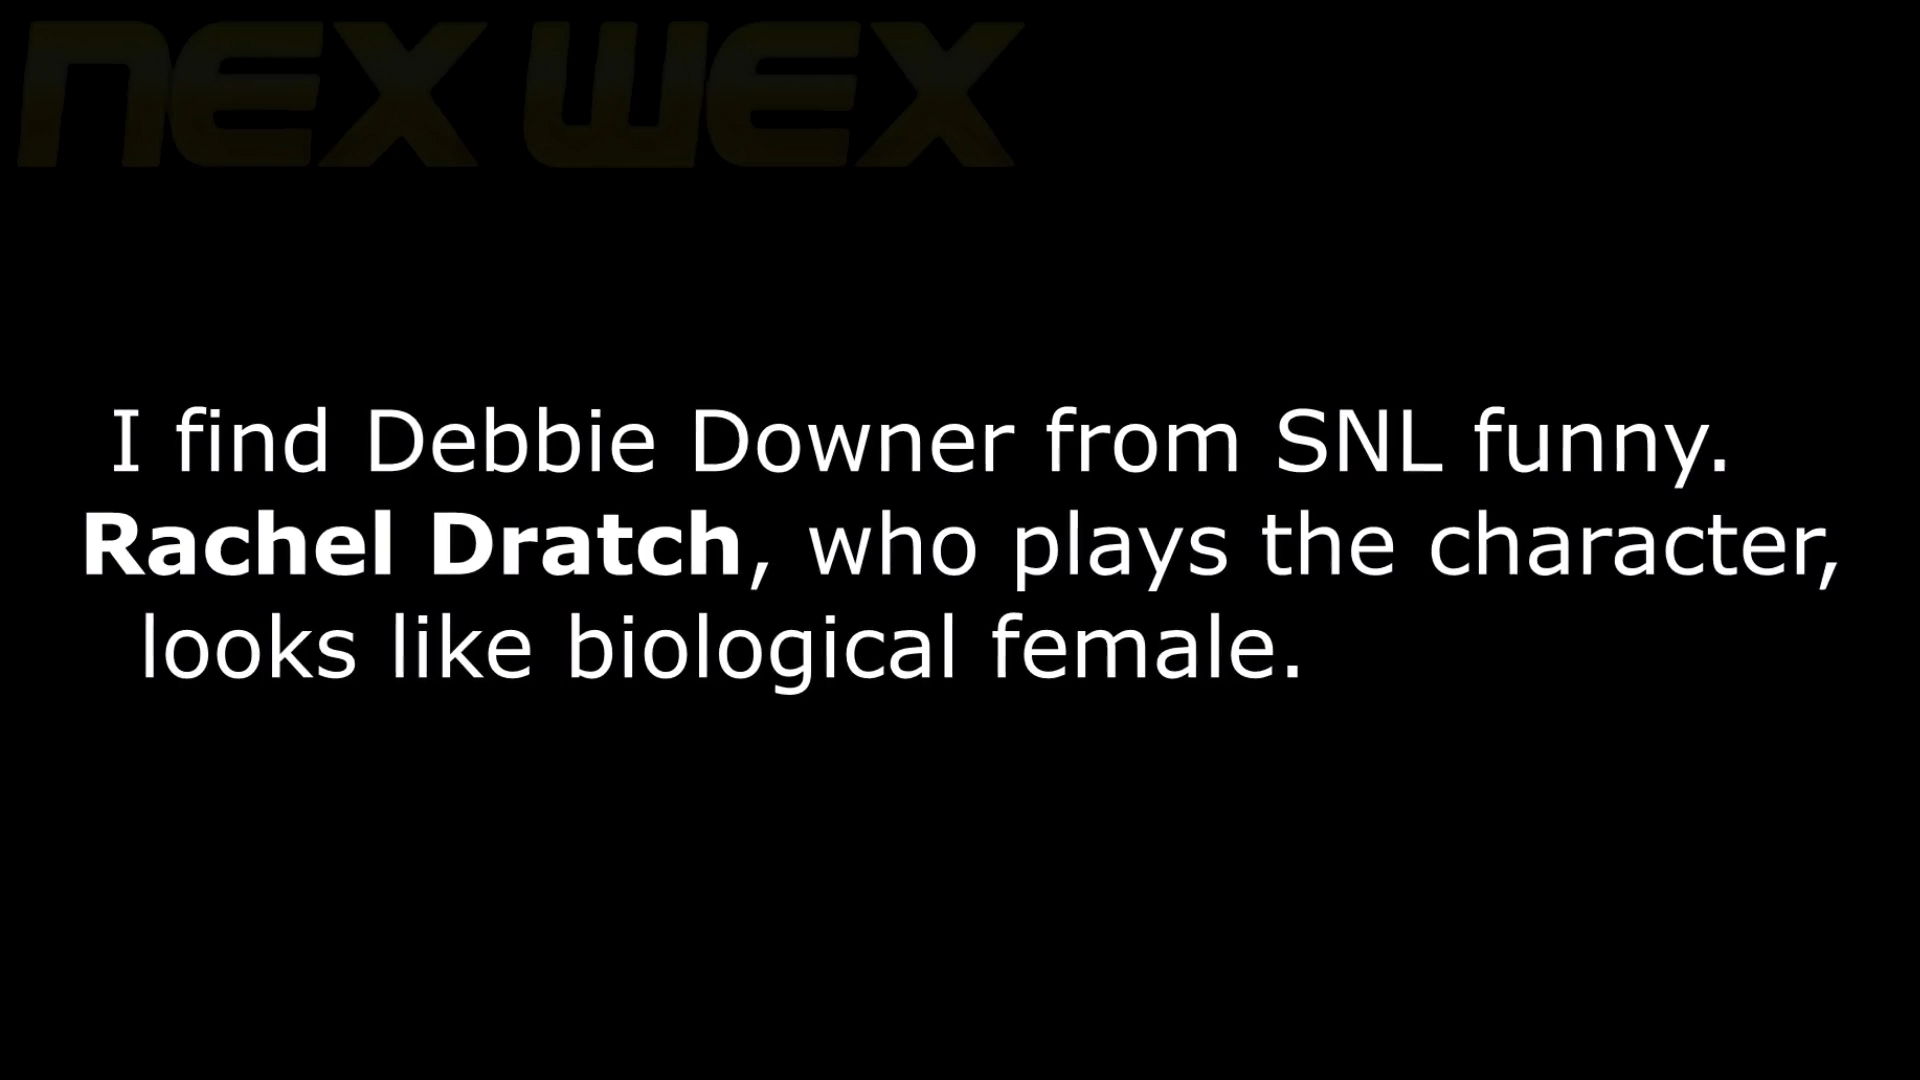 NEX WEX
I find Debbie Downer from SNL funny.
Rachel Dratch, who plays the character,
looks like biological female.